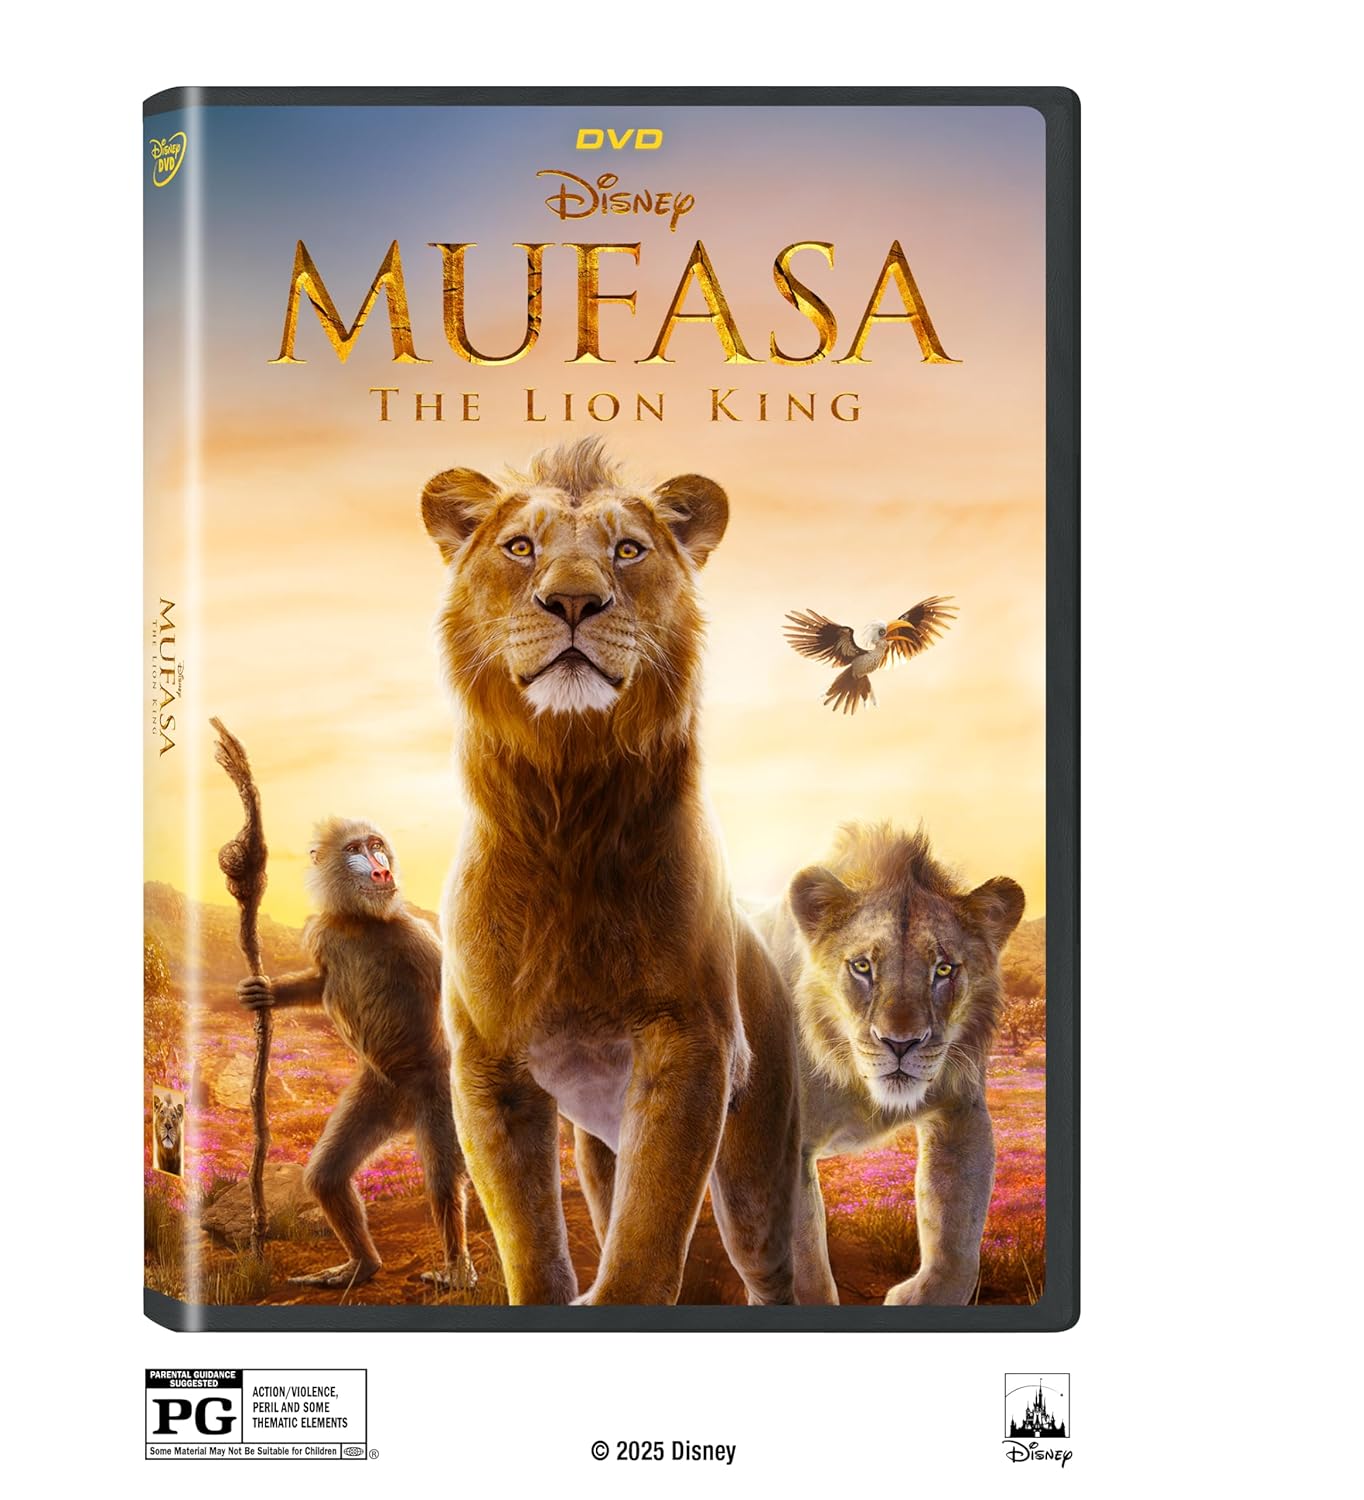 DVD
Disney
MUFASA
THE LION KING
Disney
DVD
Disney
MUFASA
THE LION KING
PARENTAL GUIDANCE
SUGGESTED
PG
ACTION/VIOLENCE,
PERIL AND SOME
THEMATIC ELEMENTS
Some Material May Not Be Suitable for Children
®
© 2025 Disney
Disney